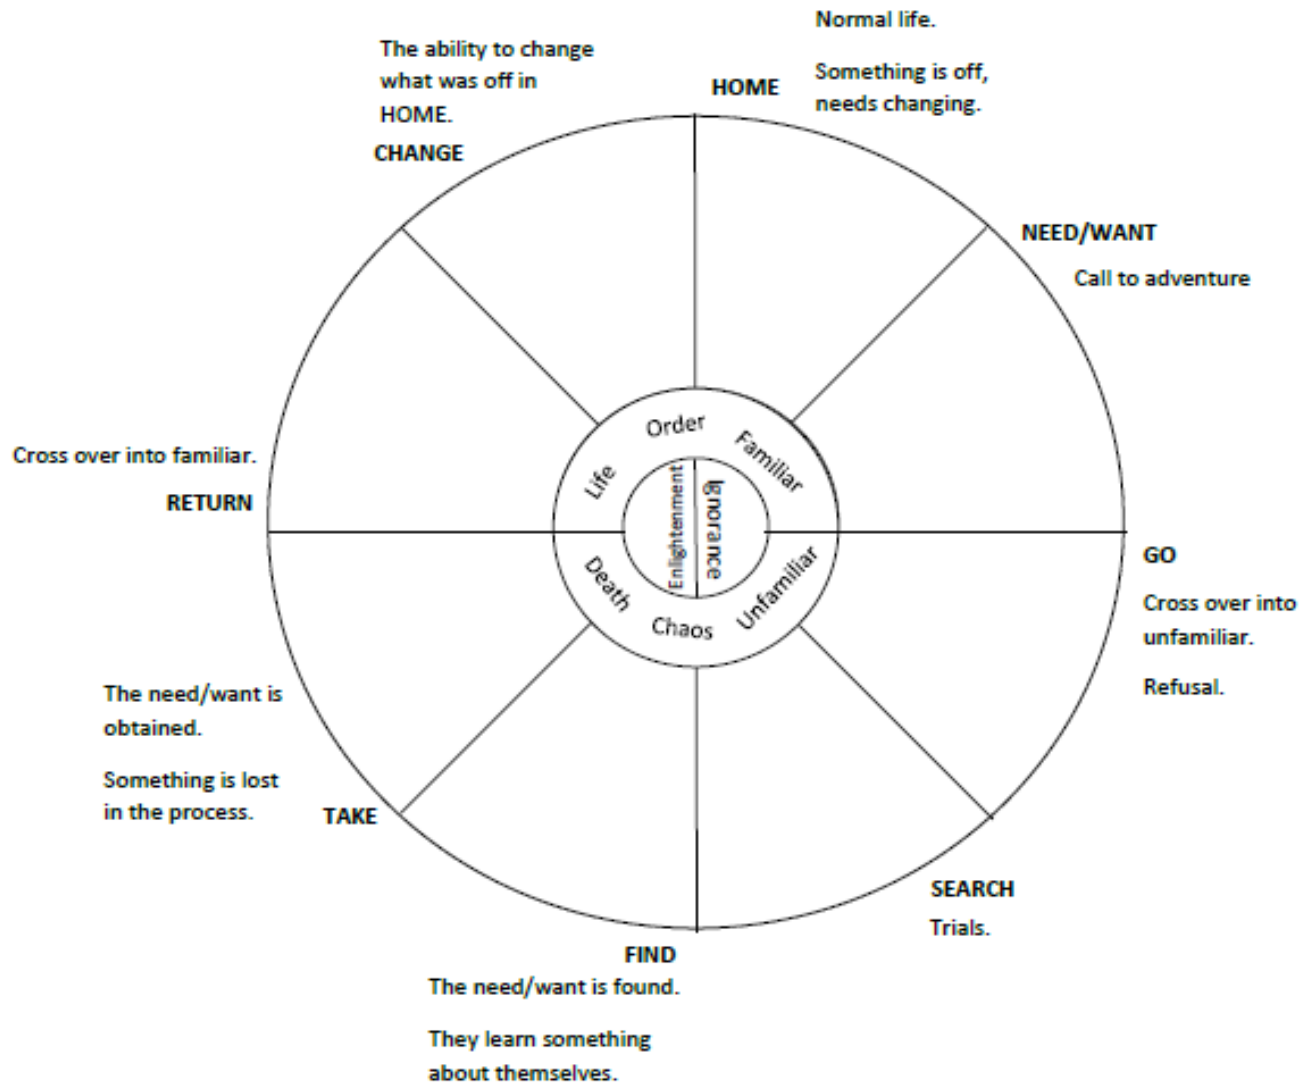 Normal life.
Something is off,
needs changing.
HOME
The ability to change
what was off in
HOME.
CHANGE
NEED/WANT
Call to adventure
Order
Familiar
Life
Enlightenment
Ignorance
Death
Chaos
Unfamiliar
Cross over into familiar.
RETURN
GO
Cross over into
unfamiliar.
Refusal.
The need/want is
obtained.
Something is lost
in the process.
TAKE
SEARCH
Trials.
FIND
The need/want is found.
They learn something
about themselves.